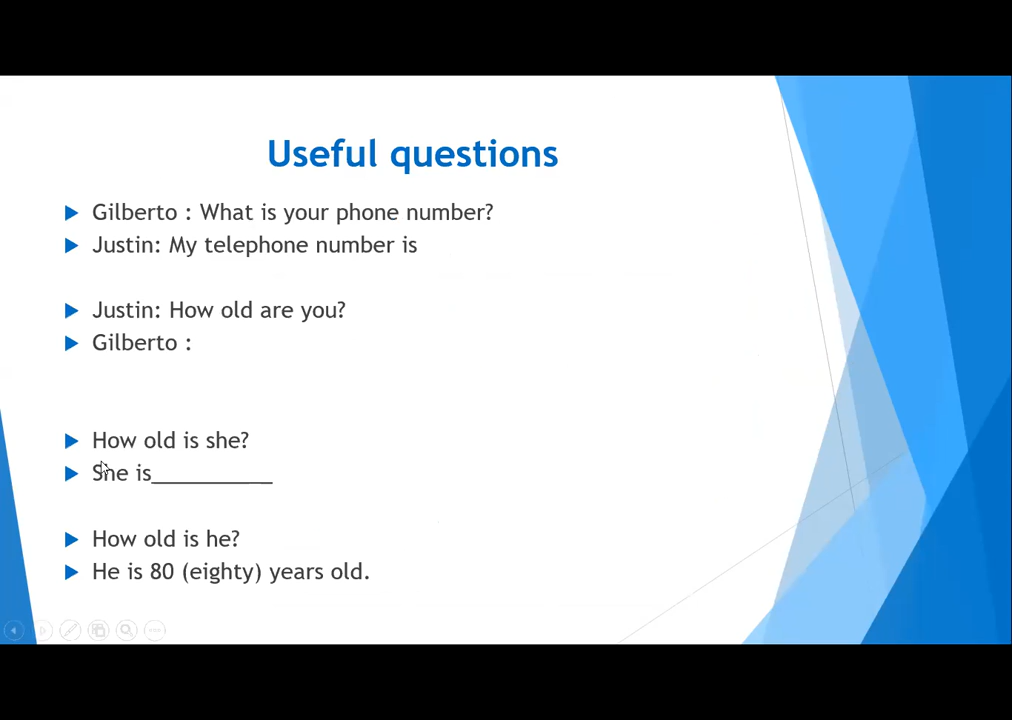 Useful questions
Gilberto : What is your phone number?
Justin: My telephone number is
Justin: How old are you?
Gilberto :
How old is she?
She is__________
How old is he?
He is 80 (eighty) years old.